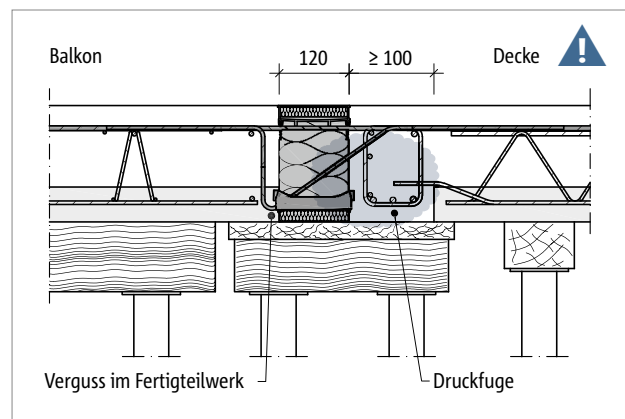 Balkon
120
≥ 100
Decke
!
Verguss im Fertigteilwerk
Druckfuge